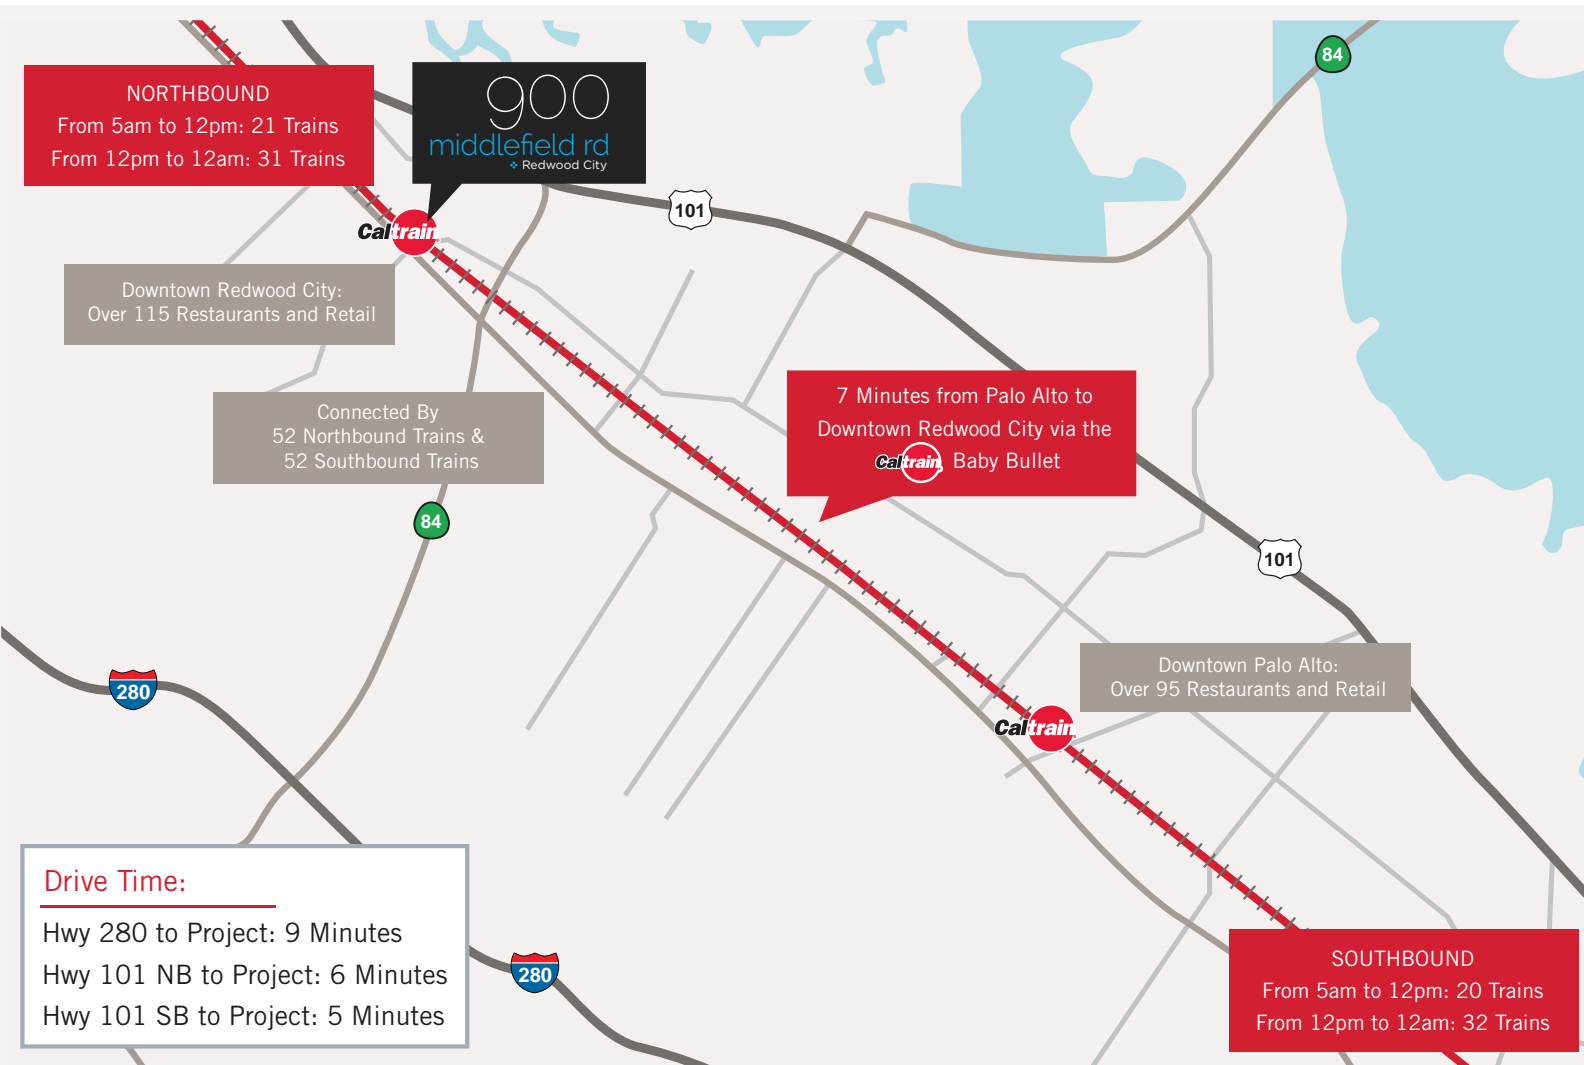 84
NORTHBOUND
From 5am to 12pm: 21 Trains
From 12pm to 12am: 31 Trains
900
middlefield rd
Redwood City
101
Caltrain
Downtown Redwood City:
Over 115 Restaurants and Retail
7 Minutes from Palo Alto to
Downtown Redwood City via the
Caltrain Baby Bullet
Connected By
52 Northbound Trains &
52 Southbound Trains
84
101
Downtown Palo Alto:
Over 95 Restaurants and Retail
280
Caltrain
Drive Time:
Hwy 280 to Project: 9 Minutes
Hwy 101 NB to Project: 6 Minutes
Hwy 101 SB to Project: 5 Minutes
280
SOUTHBOUND
From 5am to 12pm: 20 Trains
From 12pm to 12am: 32 Trains